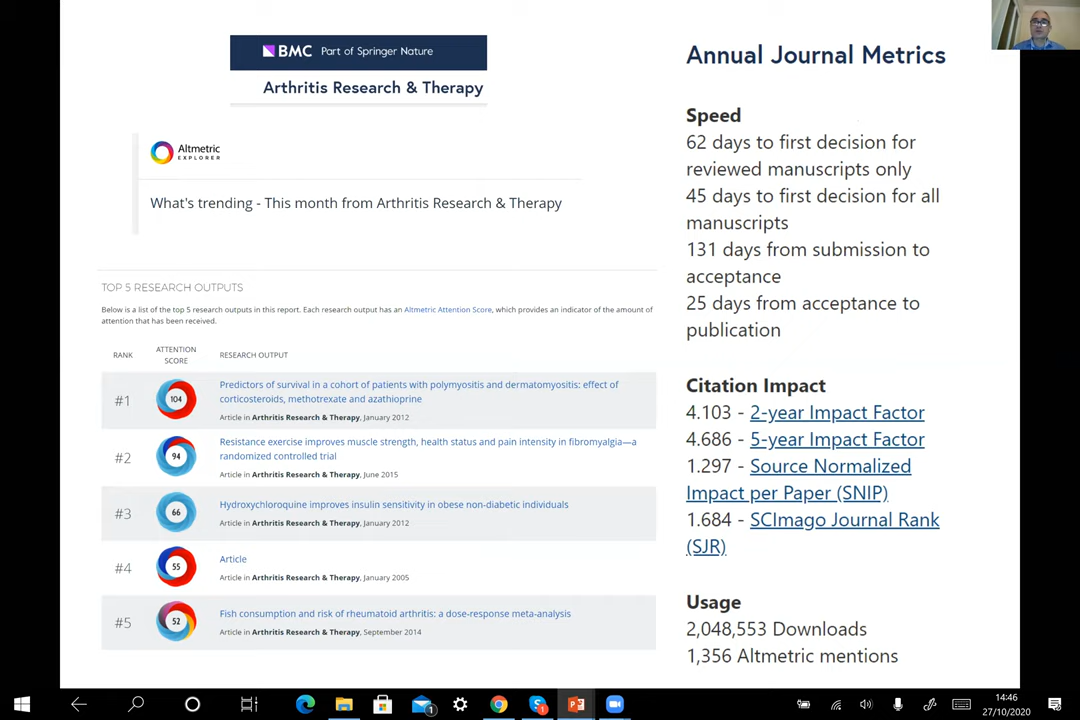 BMC Part of Springer Nature
Arthritis Research & Therapy
Altmetric
EXPLORER
What's trending - This month from Arthritis Research & Therapy
TOP 5 RESEARCH OUTPUTS
Below is a list of the top 5 research outputs in this report. Each research output has an Altmetric Attention Score, which provides an indicator of the amount of
attention that has been received.
RANK
ATTENTION
SCORE
RESEARCH OUTPUT
#1
104
Predictors of survival in a cohort of patients with polymyositis and dermatomyositis: effect of
corticosteroids, methotrexate and azathioprine
Article in Arthritis Research & Therapy, January 2012
#2
94
Resistance exercise improves muscle strength, health status and pain intensity in fibromyalgia—a
randomized controlled trial
Article in Arthritis Research & Therapy, June 2015
#3
66
Hydroxychloroquine improves insulin sensitivity in obese non-diabetic individuals
Article in Arthritis Research & Therapy, January 2012
#4
55
Article
Article in Arthritis Research & Therapy, January 2005
#5
52
Fish consumption and risk of rheumatoid arthritis: a dose-response meta-analysis
Article in Arthritis Research & Therapy, September 2014
Annual Journal Metrics
Speed
62 days to first decision for
reviewed manuscripts only
45 days to first decision for all
manuscripts
131 days from submission to
acceptance
25 days from acceptance to
publication
Citation Impact
4.103 - 2-year Impact Factor
4.686 - 5-year Impact Factor
1.297 - Source Normalized
Impact per Paper (SNIP)
1.684 - SCImago Journal Rank
(SJR)
Usage
2,048,553 Downloads
1,356 Altmetric mentions
14:46
27/10/2020